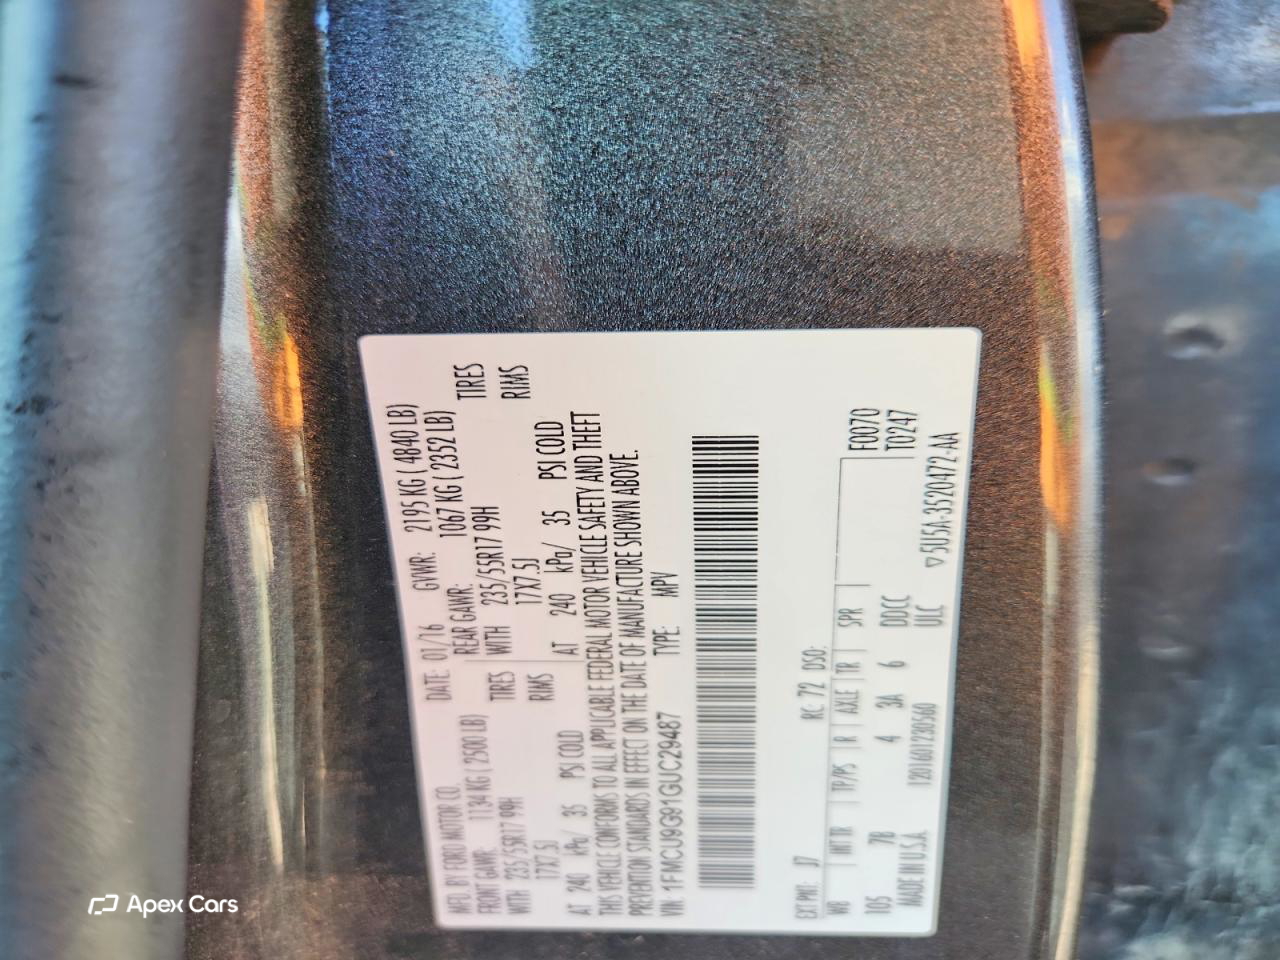 MFD. BY FORD MOTOR CO.
DATE: 01/16 GVWR: 2195 KG ( 4840 LB)
FRONT GAWR: 1134 KG ( 2500 LB)
REAR GAWR: 1067 KG ( 2352 LB)
WITH 235/55R17 99H TIRES
WITH 235/55R17 99H TIRES
17X7.5J RIMS
17X7.5J RIMS
AT 240 kPa/ 35 PSI COLD
AT 240 kPa/ 35 PSI COLD
THIS VEHICLE CONFORMS TO ALL APPLICABLE FEDERAL MOTOR VEHICLE SAFETY AND THEFT
PREVENTION STANDARDS IN EFFECT ON THE DATE OF MANUFACTURE SHOWN ABOVE.
VIN: 1FMCU9G91GUC29487 TYPE: MPV
EXT PNT: J7 RC: 72 DSO:
WB INT TR TP/PS R AXLE TR SPR
105 7B 4 3A 6 DDCC
F0070
T0247
ULC
MADE IN U.S.A. 1201601230560
▽5U5A-3520472-AA
Apex Cars